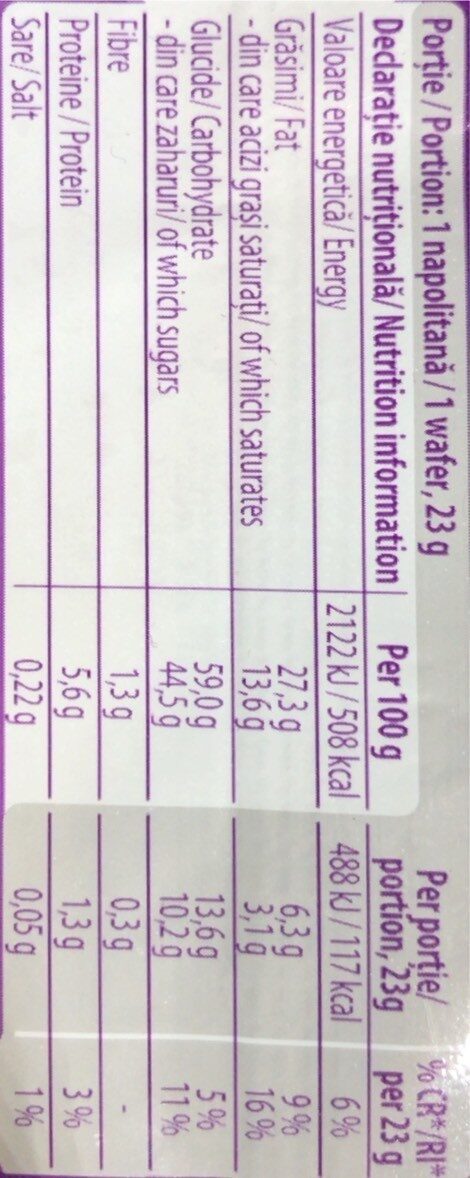 Porție / Portion: 1 napolitană / 1 wafer, 23 g
Declarație nutrițională/ Nutrition information Per 100 g Per portie/ portion, 23g % CR*/RI* per 23 g
Valoare energetică/ Energy 2122 kJ / 508 kcal 488 kJ / 117 kcal 6 %
Grăsimi / Fat 27,3 g 6,3 g 9 %
- din care acizi grași saturați/ of which saturates 13,6 g 3,1 g 16 %
Glucide/ Carbohydrate 59,0 g 13,6 g 5 %
- din care zaharuri/ of which sugars 44,5 g 10,2 g 11 %
Fibre 1,3 g 0,3 g -
Proteine / Protein 5,6 g 1,3 g 3 %
Sare/ Salt 0,22 g 0,05 g 1 %